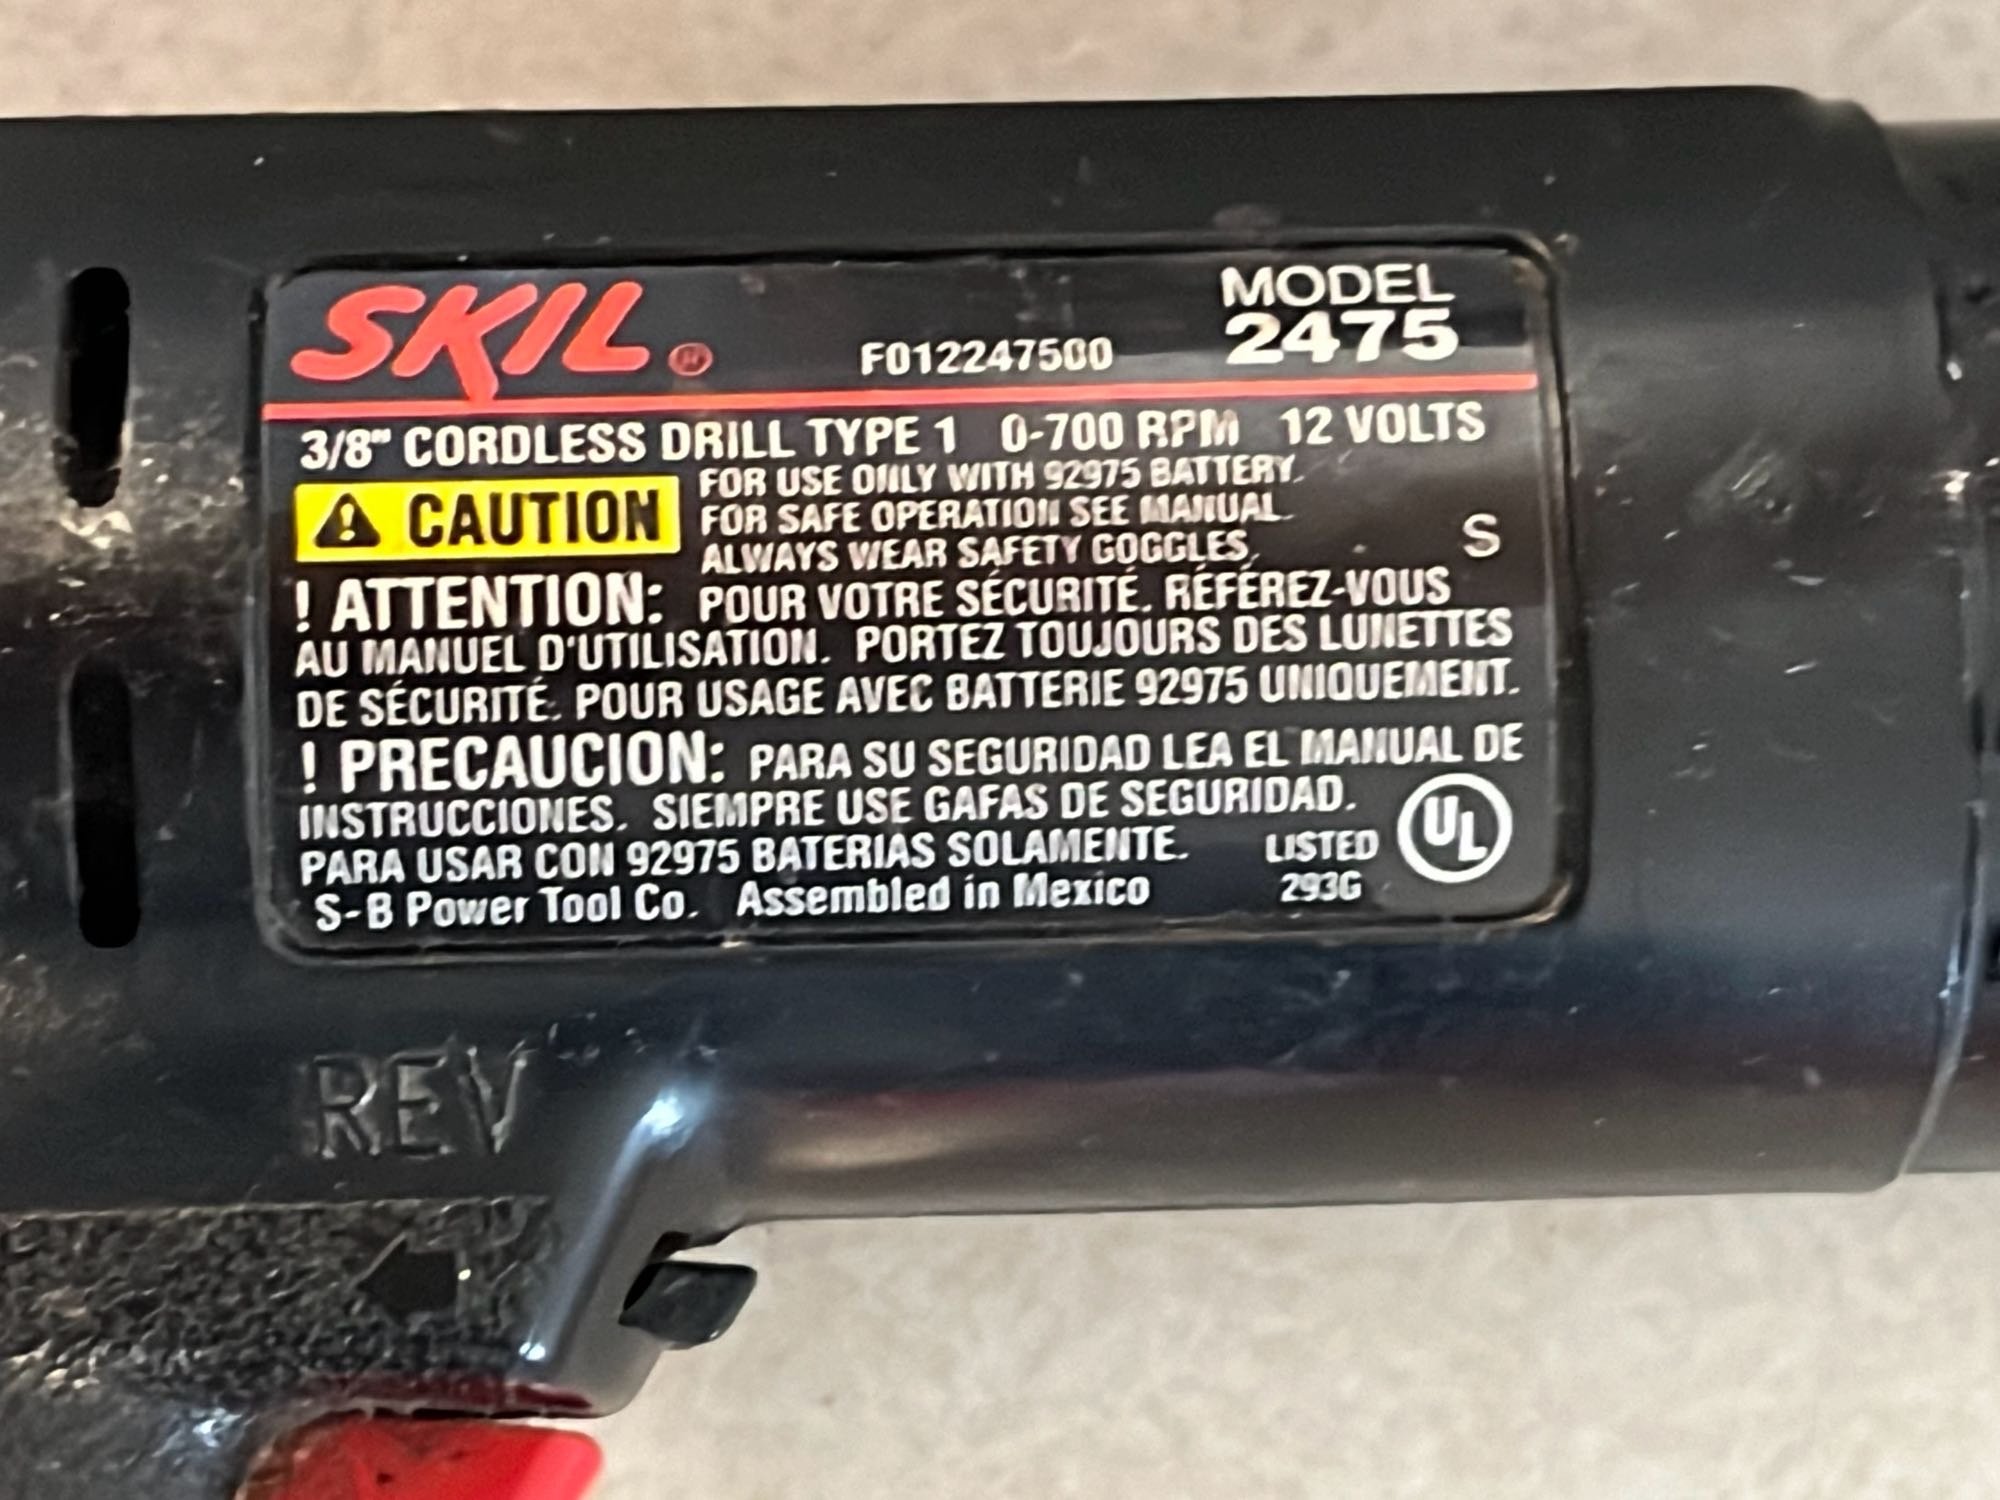 SKIL®
F012247500
MODEL
2475
3/8" CORDLESS DRILL TYPE 1 0-700 RPM 12 VOLTS
CAUTION
FOR USE ONLY WITH 92975 BATTERY.
FOR SAFE OPERATION SEE MANUAL.
ALWAYS WEAR SAFETY GOGGLES.
S
! ATTENTION: POUR VOTRE SÉCURITÉ. RÉFÉREZ-VOUS
AU MANUEL D'UTILISATION. PORTEZ TOUJOURS DES LUNETTES
DE SÉCURITÉ. POUR USAGE AVEC BATTERIE 92975 UNIQUEMENT.
! PRECAUCION: PARA SU SEGURIDAD LEA EL MANUAL DE
INSTRUCCIONES. SIEMPRE USE GAFAS DE SEGURIDAD.
PARA USAR CON 92975 BATERIAS SOLAMENTE.
S-B Power Tool Co. Assembled in Mexico
LISTED
293G
UL
REV